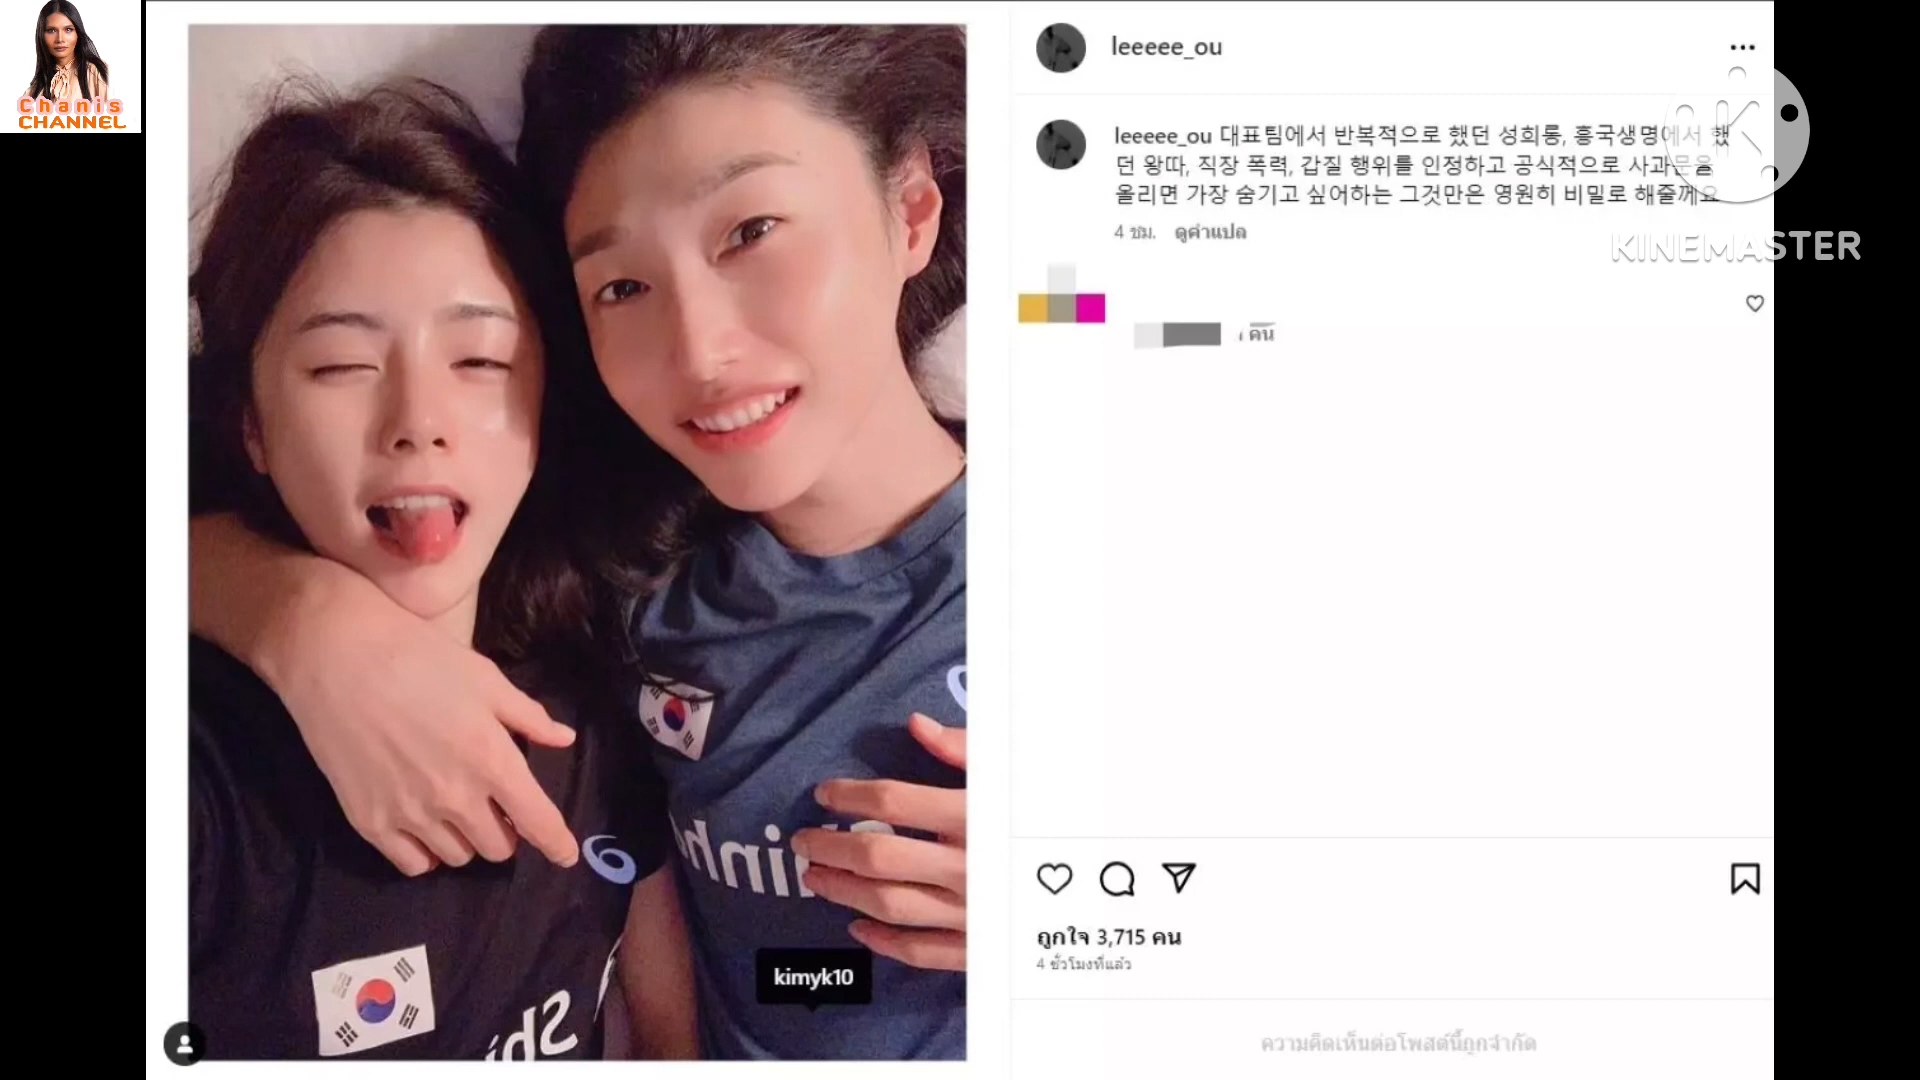 Chanis
CHANNEL
leeeee_ou
leeeee_ou 대표팀에서 반복적으로 했던 성희롱, 흥국생명에서 했
던 왕따, 직장 폭력, 갑질 행위를 인정하고 공식적으로 사과문을
올리면 가장 숨기고 싶어하는 그것만은 영원히 비밀로 해줄께요
4 ชม. ดูคำแปล
K
KINEMASTER
คน
kimyk10
ถูกใจ 3,715 คน
4 ชั่วโมงที่แล้ว
ความคิดเห็นต่อโพสต์นี้ถูกจำกัด